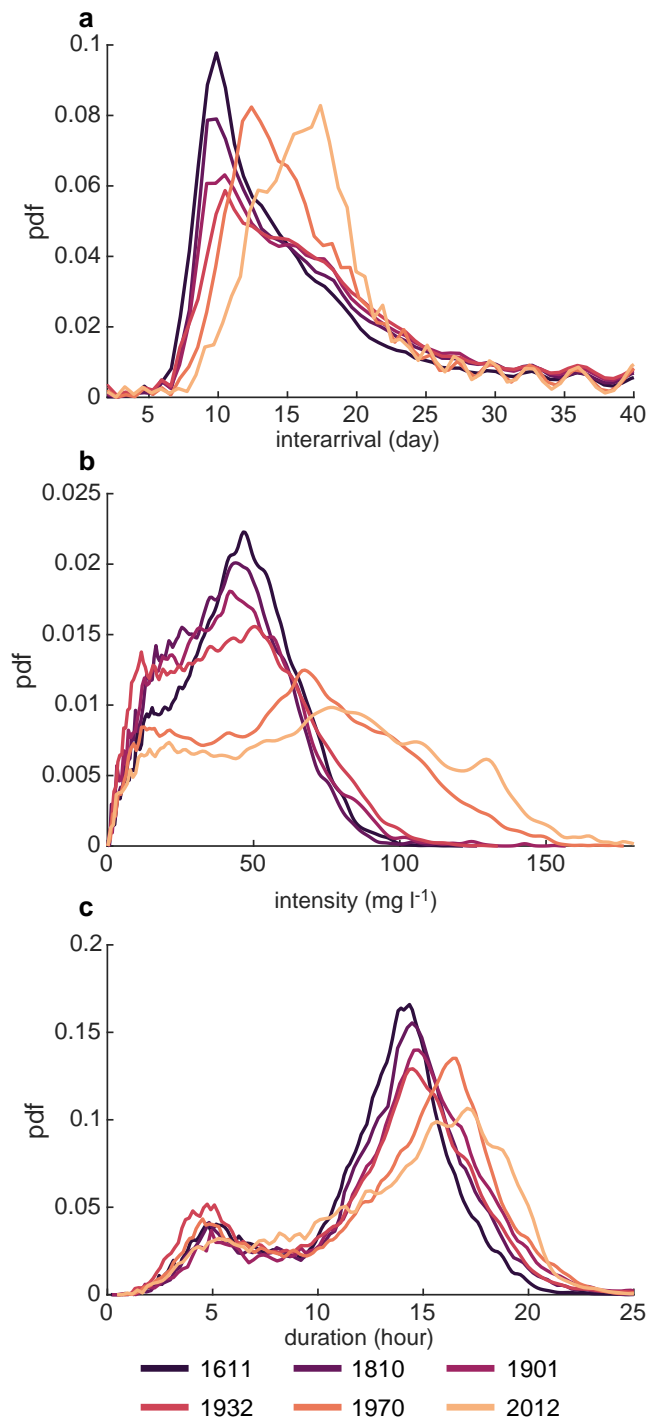 a
0.1
0.08
0.06
0.04
0.02
0
pdf
5 10 15 20 25 30 35 40
interarrival (day)
b
0.025
0.02
0.015
0.01
0.005
0
pdf
0 50 100 150
intensity (mg l-1)
c
0.2
0.15
0.1
0.05
0
pdf
0 5 10 15 20 25
duration (hour)
1611 1810 1901
1932 1970 2012